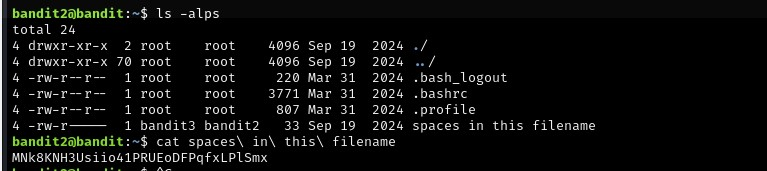 bandit2@bandit:~$ ls -alps
total 24
4 drwxr-xr-x  2 root    root    4096 Sep 19  2024 ./
4 drwxr-xr-x 70 root    root    4096 Sep 19  2024 ../
4 -rw-r--r--  1 root    root     220 Mar 31  2024 .bash_logout
4 -rw-r--r--  1 root    root    3771 Mar 31  2024 .bashrc
4 -rw-r--r--  1 root    root     807 Mar 31  2024 .profile
4 -rw-r-----  1 bandit3 bandit2   33 Sep 19  2024 spaces in this filename
bandit2@bandit:~$ cat spaces\ in\ this\ filename
MNk8KNH3Usiio41PRUEoDFPqfxLPlSmx